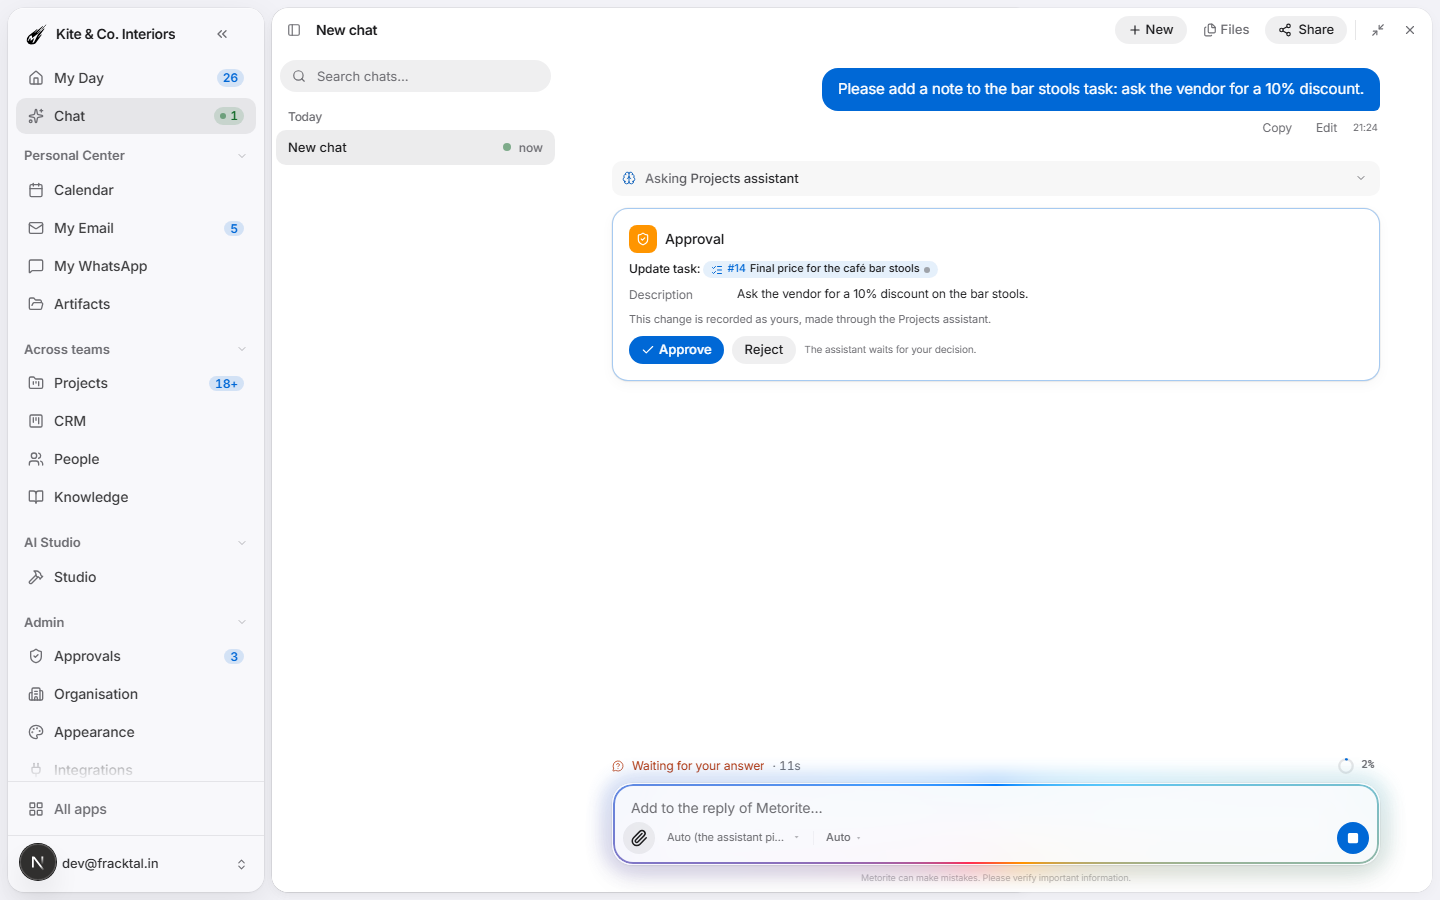 Kite & Co. Interiors
My Day
26
Chat
1
Personal Center
Calendar
My Email
5
My WhatsApp
Artifacts
Across teams
Projects
18+
CRM
People
Knowledge
AI Studio
Studio
Admin
Approvals
3
Organisation
Appearance
Integrations
All apps
N
dev@fracktal.in
New chat
New
Files
Share
Search chats...
Today
New chat
now
Please add a note to the bar stools task: ask the vendor for a 10% discount.
Copy
Edit
21:24
Asking Projects assistant
Approval
Update task: #14 Final price for the café bar stools
Description
Ask the vendor for a 10% discount on the bar stools.
This change is recorded as yours, made through the Projects assistant.
Approve
Reject
The assistant waits for your decision.
Waiting for your answer · 11s
2%
Add to the reply of Metorite...
Auto (the assistant pi...
Auto
Metorite can make mistakes. Please verify important information.